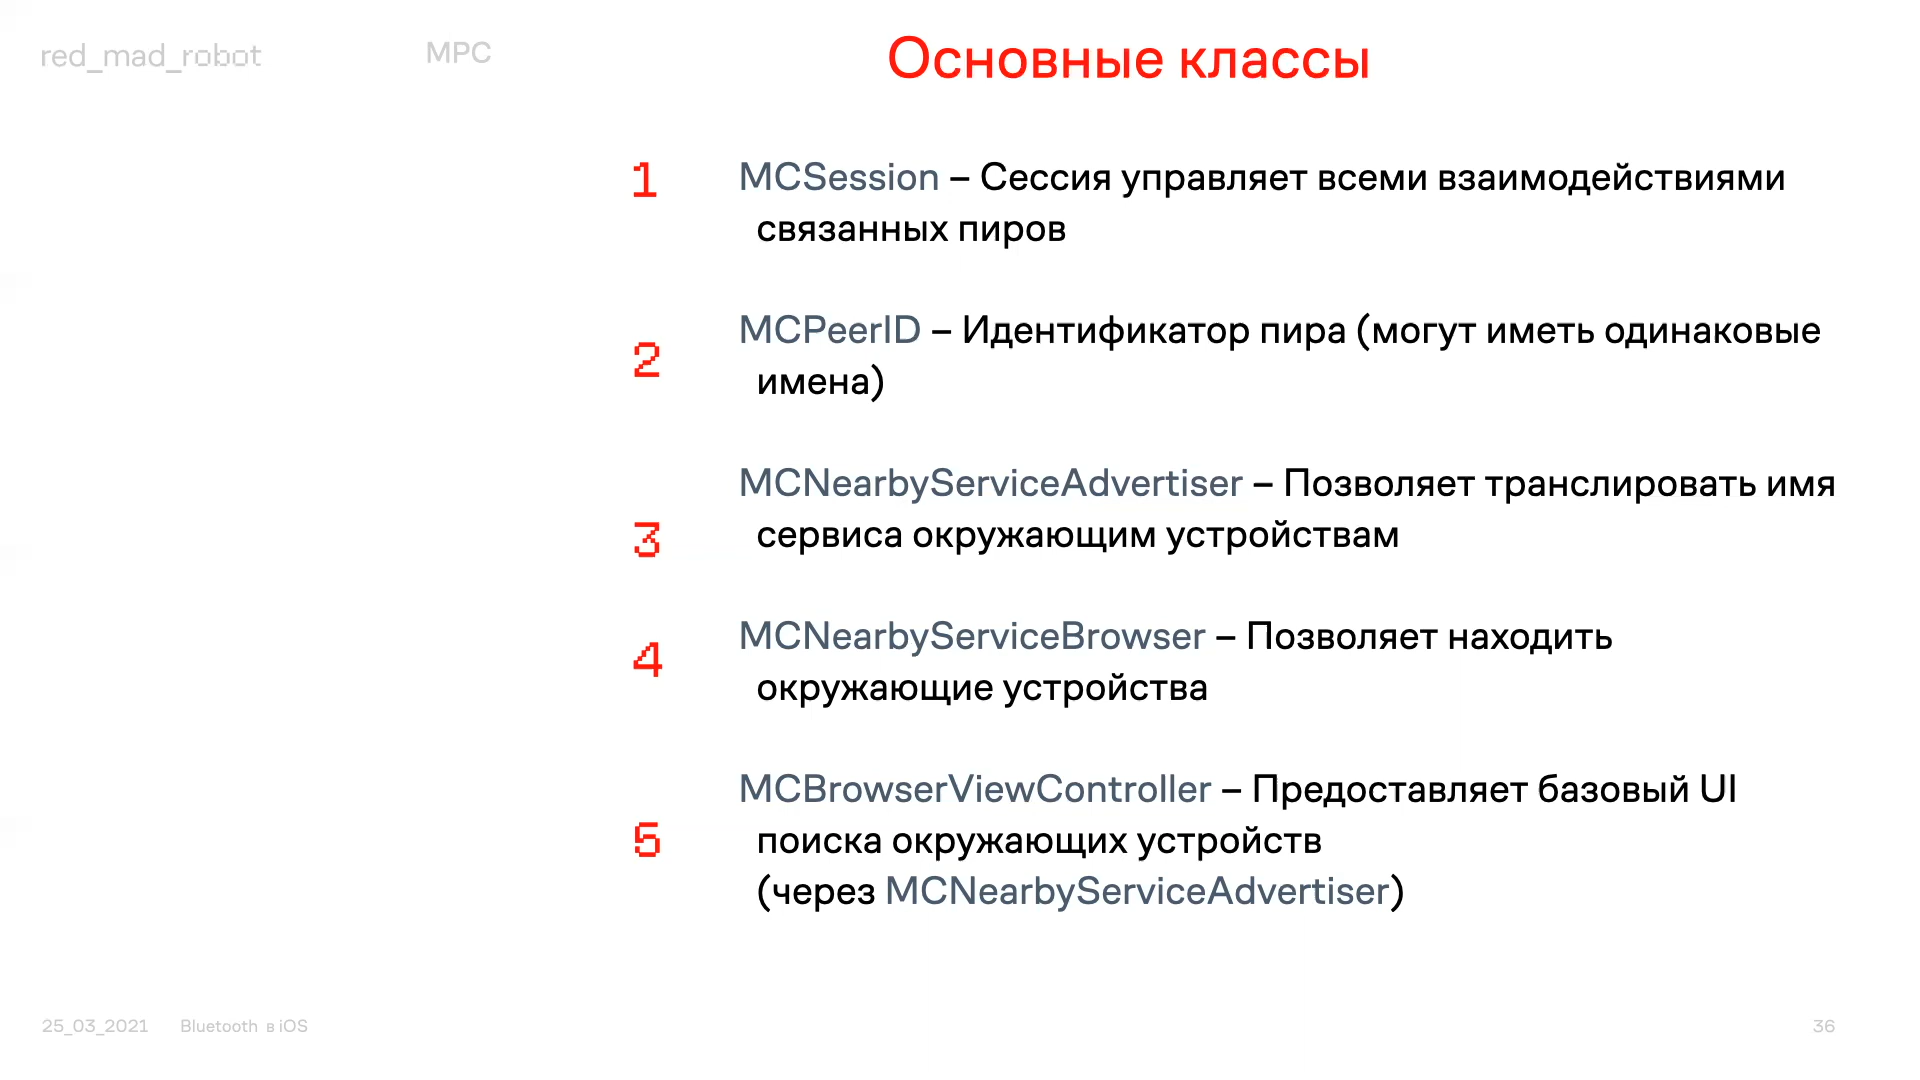 red_mad_robot
MPC
Основные классы
1
MCSession – Сессия управляет всеми взаимодействиями
связанных пиров
2
MCPeerID – Идентификатор пира (могут иметь одинаковые
имена)
3
MCNearbyServiceAdvertiser – Позволяет транслировать имя
сервиса окружающим устройствам
4
MCNearbyServiceBrowser – Позволяет находить
окружающие устройства
5
MCBrowserViewController – Предоставляет базовый UI
поиска окружающих устройств
(через MCNearbyServiceAdvertiser)
25_03_2021
Bluetooth в iOS
36